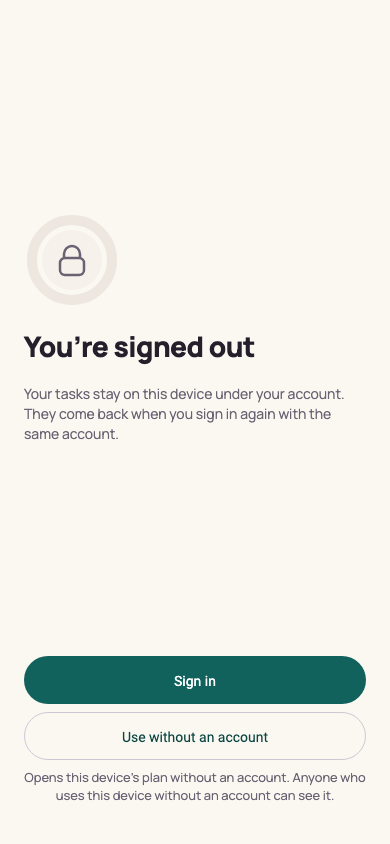 You're signed out
Your tasks stay on this device under your account.
They come back when you sign in again with the
same account.
Sign in
Use without an account
Opens this device's plan without an account. Anyone who
uses this device without an account can see it.